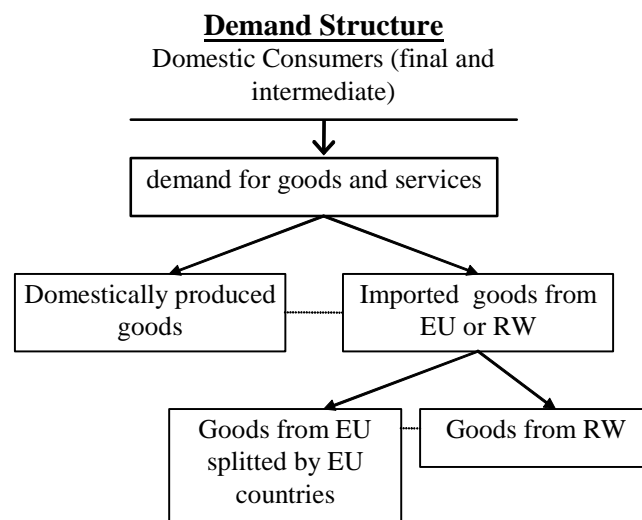 Demand Structure
Domestic Consumers (final and
intermediate)
demand for goods and services
Domestically produced
goods
Imported goods from
EU or RW
Goods from EU
splitted by EU
countries
Goods from RW